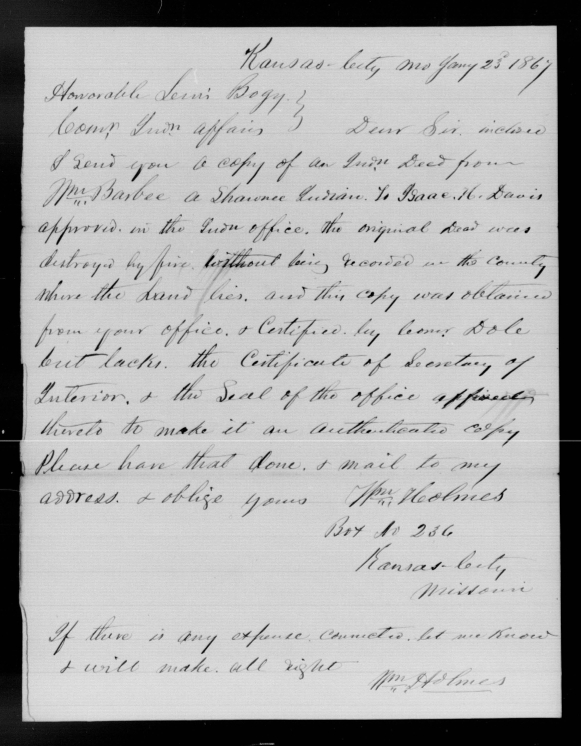 Kansas-City Mo Jany 23d 1867
Honorable Lewis Bogy.
Comr. Indn affairs } Dear Sir. inclosed
I send you a copy of an Indn Deed from
Wm. Barbee a Shawnee Indian. To Isaac. H. Davis
approved. in the Indn office. the original Dead was
destroyed by fire. without being recorded in the county
where the Land lies. and this copy was obtained
from your office. & Certified. by Comr. Dole
but lacks. the Certificate of Secretary of
Interior. & the Seal of the office affixed
thereto to make it an authenticated copy
Please have that done. & mail to my
address. & oblige yours Wm Holmes
Box No 236
Kansas-City
Missouri
If there is any expense. connected. let me Know
& will make. all right
Wm Holmes